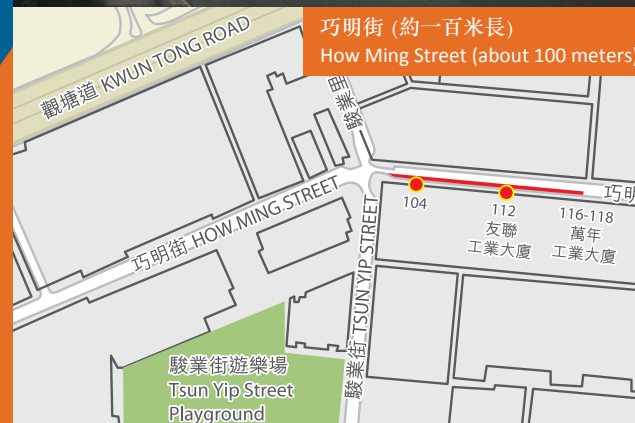 巧明街 (約一百米長)
How Ming Street (about 100 meters)
觀塘道 KWUN TONG ROAD
駿業里
巧明街 HOW MING STREET
巧明
104
112
友聯
工業大廈
116-118
萬年
工業大廈
駿業街 TSUN YIP STREET
駿業街遊樂場
Tsun Yip Street
Playground